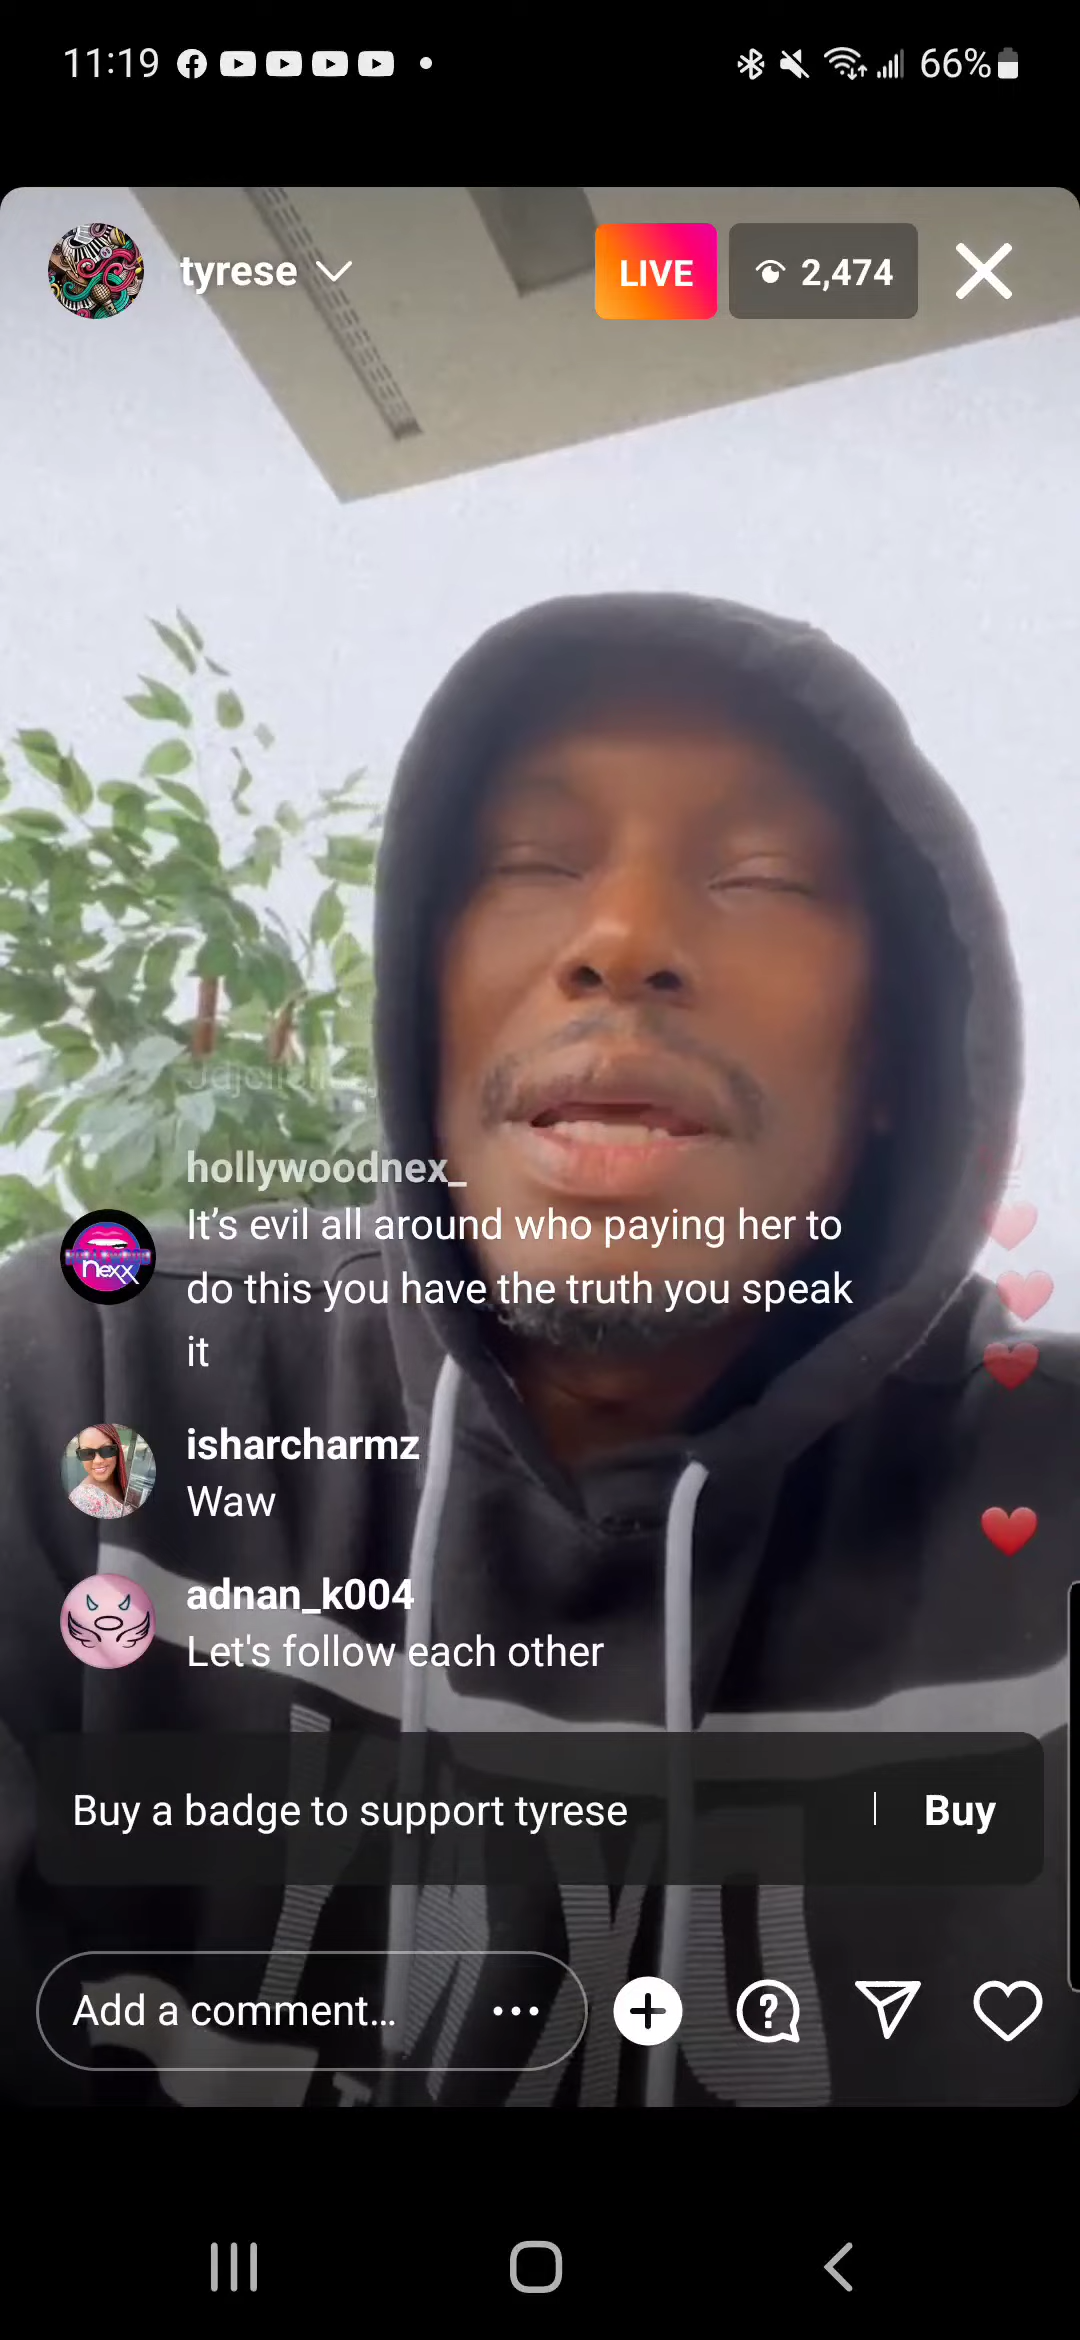 11:19
66%
tyrese
LIVE
2,474
hollywoodnex_
It's evil all around who paying her to
do this you have the truth you speak
it
nexx
isharcharmz
Waw
adnan_k004
Let's follow each other
Buy a badge to support tyrese
Buy
Add a comment...